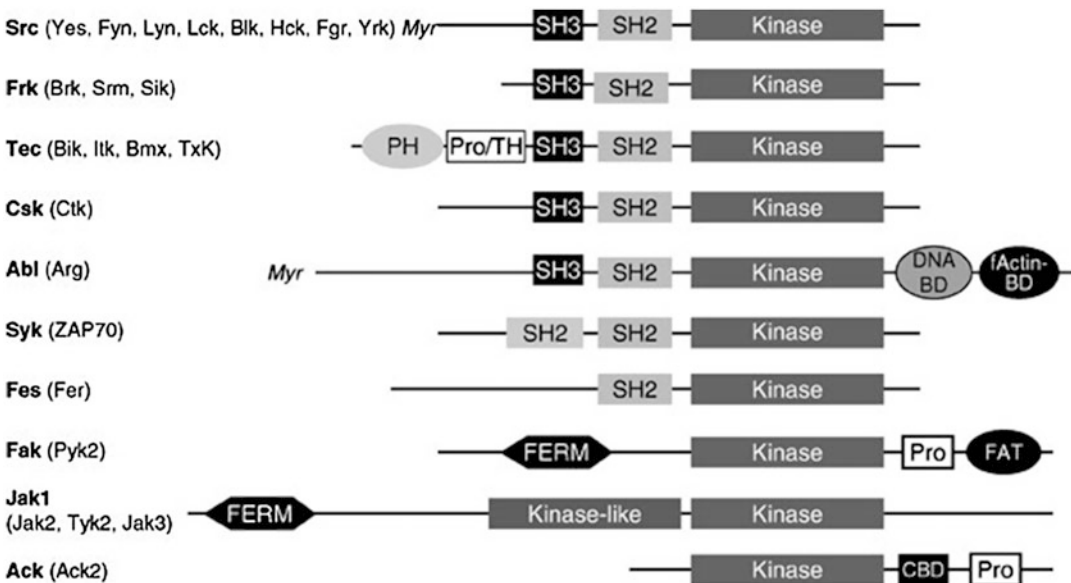 Src (Yes, Fyn, Lyn, Lck, Blk, Hck, Fgr, Yrk) Myr SH3 SH2 Kinase
Frk (Brk, Srm, Sik) SH3 SH2 Kinase
Tec (Bik, Itk, Bmx, TxK) PH Pro/TH SH3 SH2 Kinase
Csk (Ctk) SH3 SH2 Kinase
Abl (Arg) Myr SH3 SH2 Kinase DNA BD fActin-BD
Syk (ZAP70) SH2 SH2 Kinase
Fes (Fer) SH2 Kinase
Fak (Pyk2) FERM Kinase Pro FAT
Jak1
(Jak2, Tyk2, Jak3) FERM Kinase-like Kinase
Ack (Ack2) Kinase CBD Pro